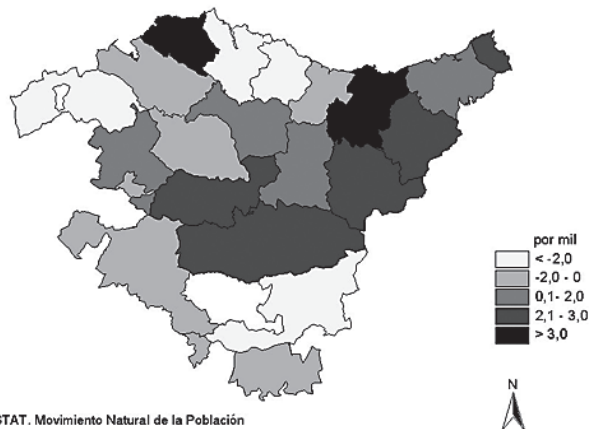 por mil
< -2,0
-2,0 - 0
0,1- 2,0
2,1 - 3,0
> 3,0
N
STAT. Movimiento Natural de la Población